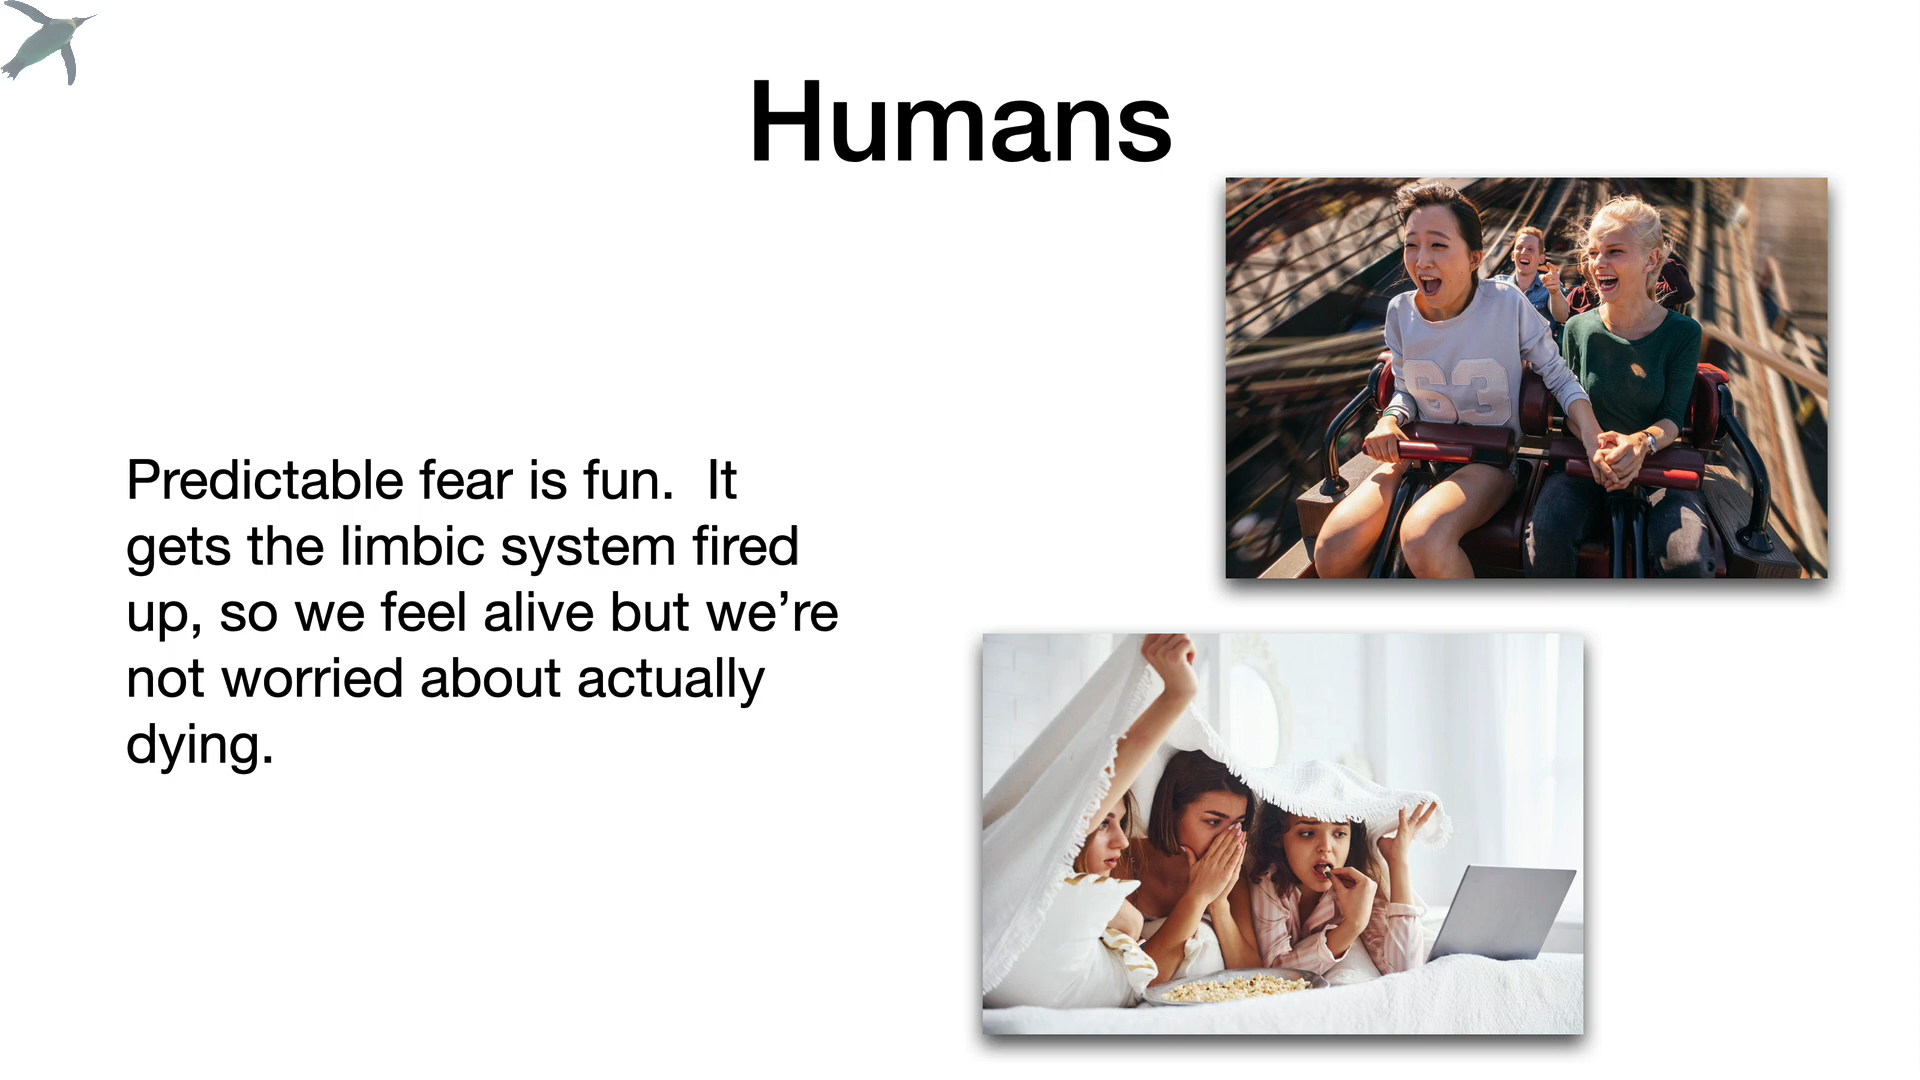 Humans
63
Predictable fear is fun.  It
gets the limbic system fired
up, so we feel alive but we’re
not worried about actually
dying.